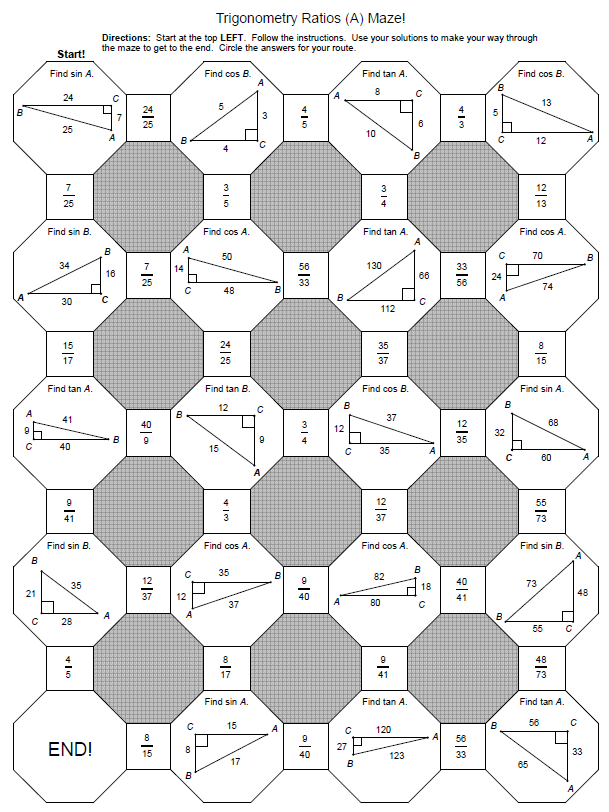 Trigonometry Ratios (A) Maze!
Directions: Start at the top LEFT. Follow the instructions. Use your solutions to make your way through
the maze to get to the end. Circle the answers for your route.
Start!
Find sin A.
24
C
B
7
25
A
24/25
Find cos B.
A
5
3
B
4
C
4/5
Find tan A.
8
A
C
6
10
B
4/3
Find cos B.
B
13
5
C
12
A
7/25
3/5
3/4
12/13
Find sin B.
B
34
16
A
30
C
7/25
Find cos A.
A
50
14
C
48
B
56/33
Find tan A.
A
130
66
B
112
C
33/56
Find cos A.
C
70
B
24
A
74
15/17
24/25
35/37
8/15
Find tan A.
A
41
9
C
40
B
40/9
Find tan B.
12
C
B
9
15
A
3/4
Find cos B.
B
37
12
C
35
A
12/35
Find sin A.
B
68
32
C
60
A
9/41
4/3
12/37
55/73
Find sin B.
B
35
21
C
28
A
12/37
Find cos A.
C
35
B
12
A
37
9/40
Find cos A.
82
B
18
A
80
C
40/41
Find sin B.
A
73
48
B
55
C
4/5
8/17
9/41
48/73
END!
8/15
Find sin A.
C
15
A
8
B
17
9/40
Find tan A.
C
120
A
27
B
123
56/33
Find tan A.
56
C
B
33
65
A